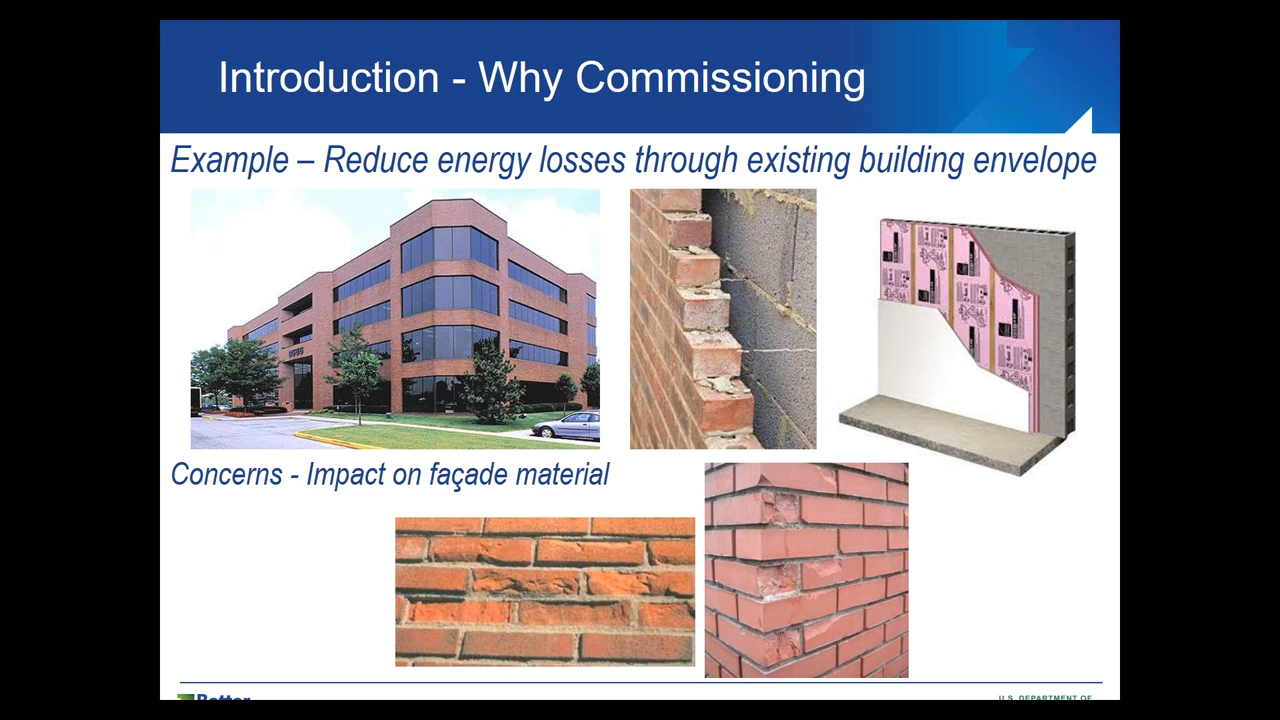 Introduction - Why Commissioning
Example – Reduce energy losses through existing building envelope
Concerns - Impact on façade material
Better
U.S. DEPARTMENT OF